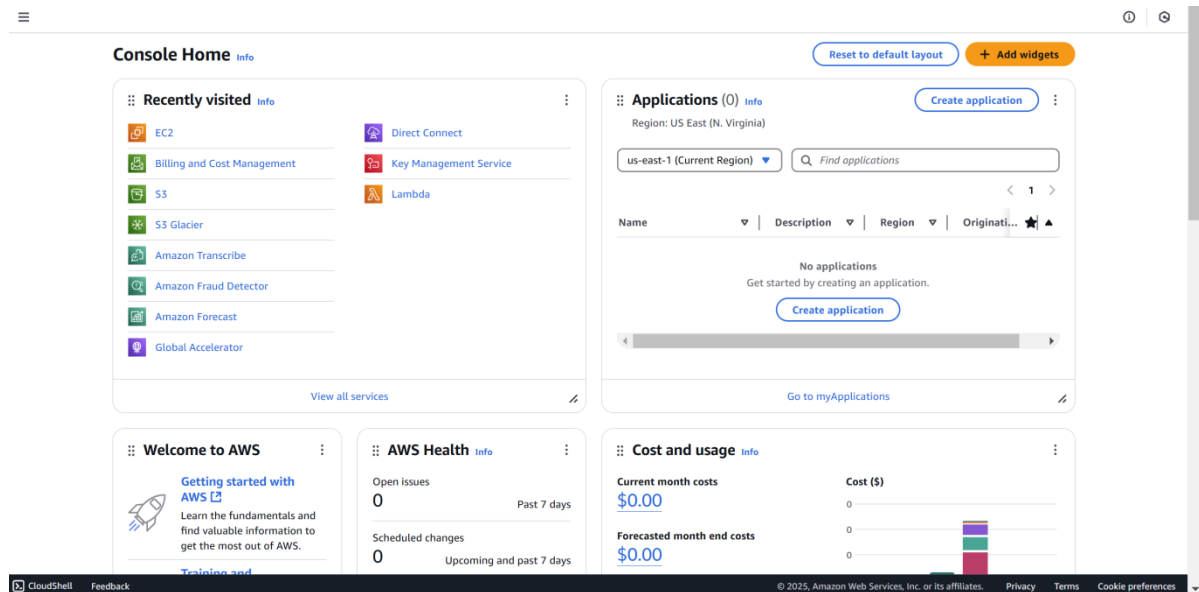 Console Home Info
Reset to default layout
+ Add widgets
Recently visited Info
EC2
Billing and Cost Management
S3
S3 Glacier
Amazon Transcribe
Amazon Fraud Detector
Amazon Forecast
Global Accelerator
Direct Connect
Key Management Service
Lambda
View all services
Applications (0) Info
Create application
Region: US East (N. Virginia)
us-east-1 (Current Region)
Find applications
1
Name Description Region Originati...
No applications
Get started by creating an application.
Create application
Go to myApplications
Welcome to AWS
Getting started with
AWS
Learn the fundamentals and
find valuable information to
get the most out of AWS.
Training and
AWS Health Info
Open issues
0 Past 7 days
Scheduled changes
0 Upcoming and past 7 days
Cost and usage Info
Current month costs
$0.00
Forecasted month end costs
$0.00
Cost ($)
0
0
0
CloudShell Feedback
© 2025, Amazon Web Services, Inc. or its affiliates. Privacy Terms Cookie preferences